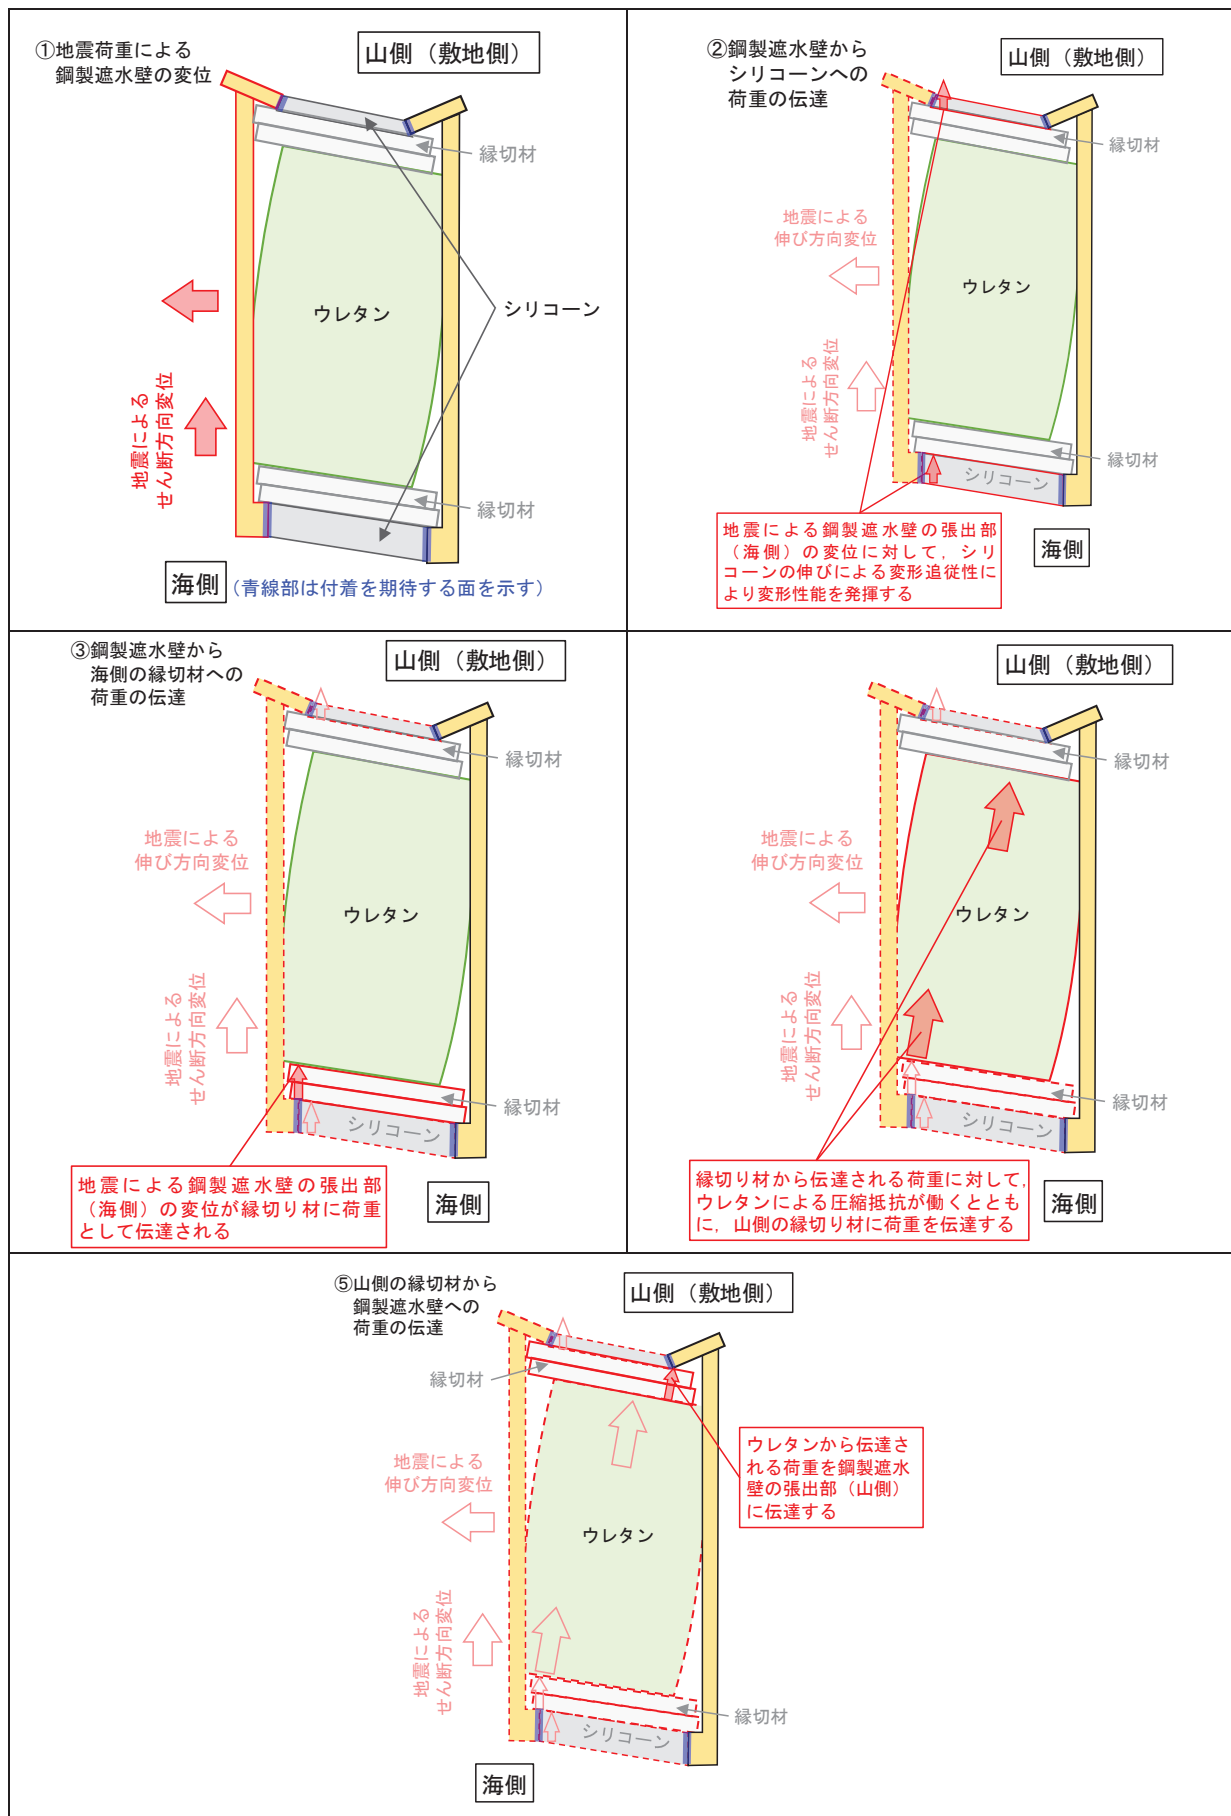 ①地震荷重による
鋼製遮水壁の変位
山側（敷地側）
縁切材
ウレタン
シリコーン
地震による
せん断方向変位
縁切材
海側
（青線部は付着を期待する面を示す）
②鋼製遮水壁から
シリコーンへの
荷重の伝達
山側（敷地側）
縁切材
地震による
伸び方向変位
ウレタン
地震による
せん断方向変位
縁切材
シリコーン
地震による鋼製遮水壁の張出部
（海側）の変位に対して，シリ
コーンの伸びによる変形追従性に
より変形性能を発揮する
海側
③鋼製遮水壁から
海側の縁切材への
荷重の伝達
山側（敷地側）
縁切材
地震による
伸び方向変位
ウレタン
地震による
せん断方向変位
縁切材
シリコーン
地震による鋼製遮水壁の張出部
（海側）の変位が縁切り材に荷重
として伝達される
海側
山側（敷地側）
縁切材
地震による
伸び方向変位
ウレタン
地震による
せん断方向変位
縁切材
シリコーン
縁切り材から伝達される荷重に対して，
ウレタンによる圧縮抵抗が働くととも
に，山側の縁切り材に荷重を伝達する
海側
⑤山側の縁切材から
鋼製遮水壁への
荷重の伝達
山側（敷地側）
縁切材
ウレタンから伝達さ
れる荷重を鋼製遮水
壁の張出部（山側）
に伝達する
地震による
伸び方向変位
ウレタン
地震による
せん断方向変位
縁切材
シリコーン
海側